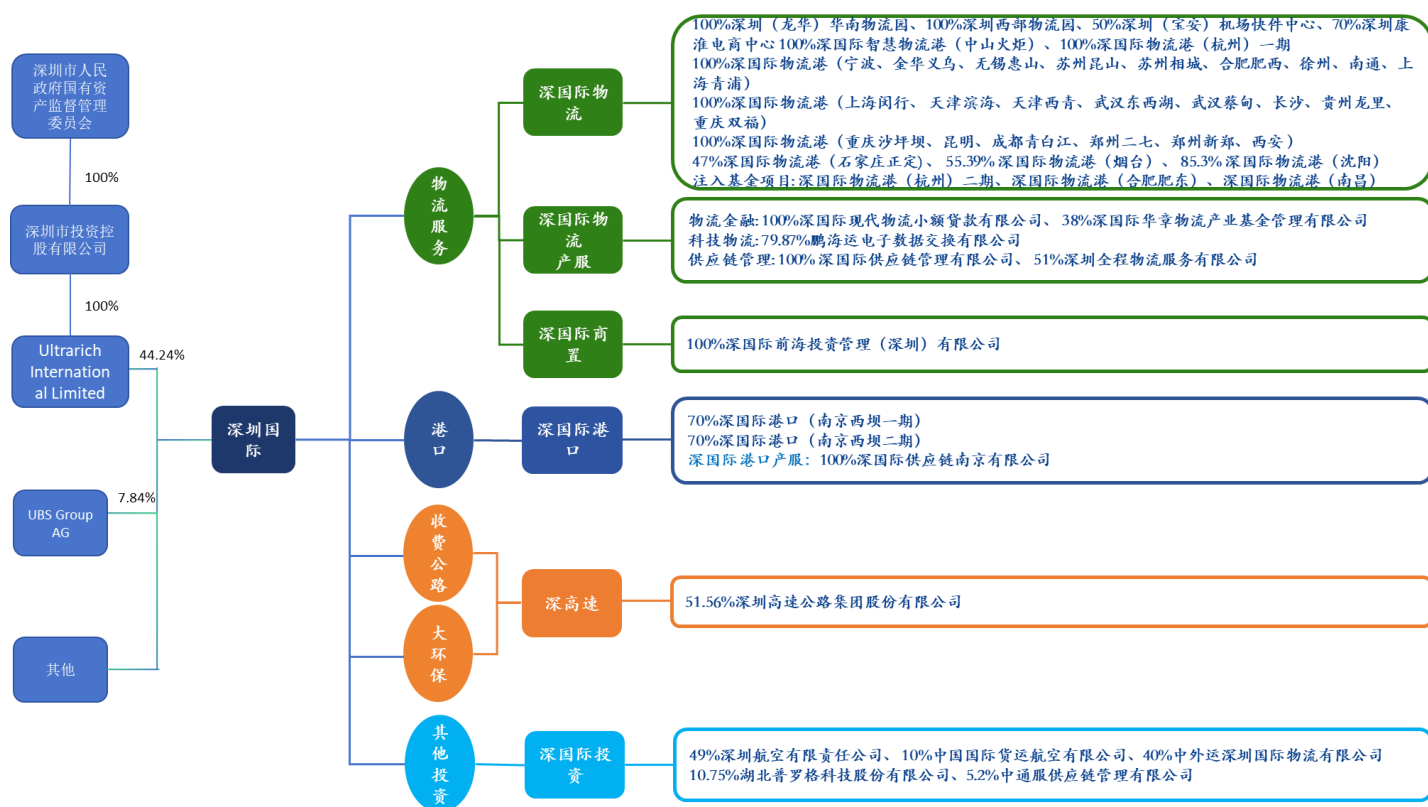 深圳市人民
政府国有资
产监督管理
委员会
100%
深圳市投资控
股有限公司
100%
Ultrarich
Internation
al Limited
44.24%
UBS Group
AG
7.84%
其他
深圳国
际
物
流
服
务
深国际物
流
100%深圳（龙华）华南物流园、100%深圳西部物流园、50%深圳（宝安）机场快件中心、70%深圳康
淮电商中心 100%深国际智慧物流港（中山火炬）、100%深国际物流港（杭州）一期
100%深国际物流港（宁波、金华义乌、无锡惠山、苏州昆山、苏州相城、合肥肥西、徐州、南通、上
海青浦）
100%深国际物流港（上海闵行、天津滨海、天津西青、武汉东西湖、武汉蔡甸、长沙、贵州龙里、
重庆双福）
100%深国际物流港（重庆沙坪坝、昆明、成都青白江、郑州二七、郑州新郑、西安）
47%深国际物流港（石家庄正定）、55.39%深国际物流港（烟台）、85.3%深国际物流港（沈阳）
注入基金项目:深国际物流港（杭州）二期、深国际物流港（合肥肥东）、深国际物流港（南昌）
深国际物
流
产服
物流金融:100%深国际现代物流小额贷款有限公司、38%深国际华章物流产业基金管理有限公司
科技物流:79.87%鹏海运电子数据交换有限公司
供应链管理:100%深国际供应链管理有限公司、51%深圳全程物流服务有限公司
深国际商
置
100%深国际前海投资管理（深圳）有限公司
港
口
深国际港
口
70%深国际港口（南京西坝一期）
70%深国际港口（南京西坝二期）
深国际港口产服：100%深国际供应链南京有限公司
收
费
公
路
大
环
保
深高速
51.56%深圳高速公路集团股份有限公司
其
他
投
资
深国际投
资
49%深圳航空有限责任公司、10%中国国际货运航空有限公司、40%中外运深圳国际物流有限公司
10.75%湖北普罗格科技股份有限公司、5.2%中通服供应链管理有限公司